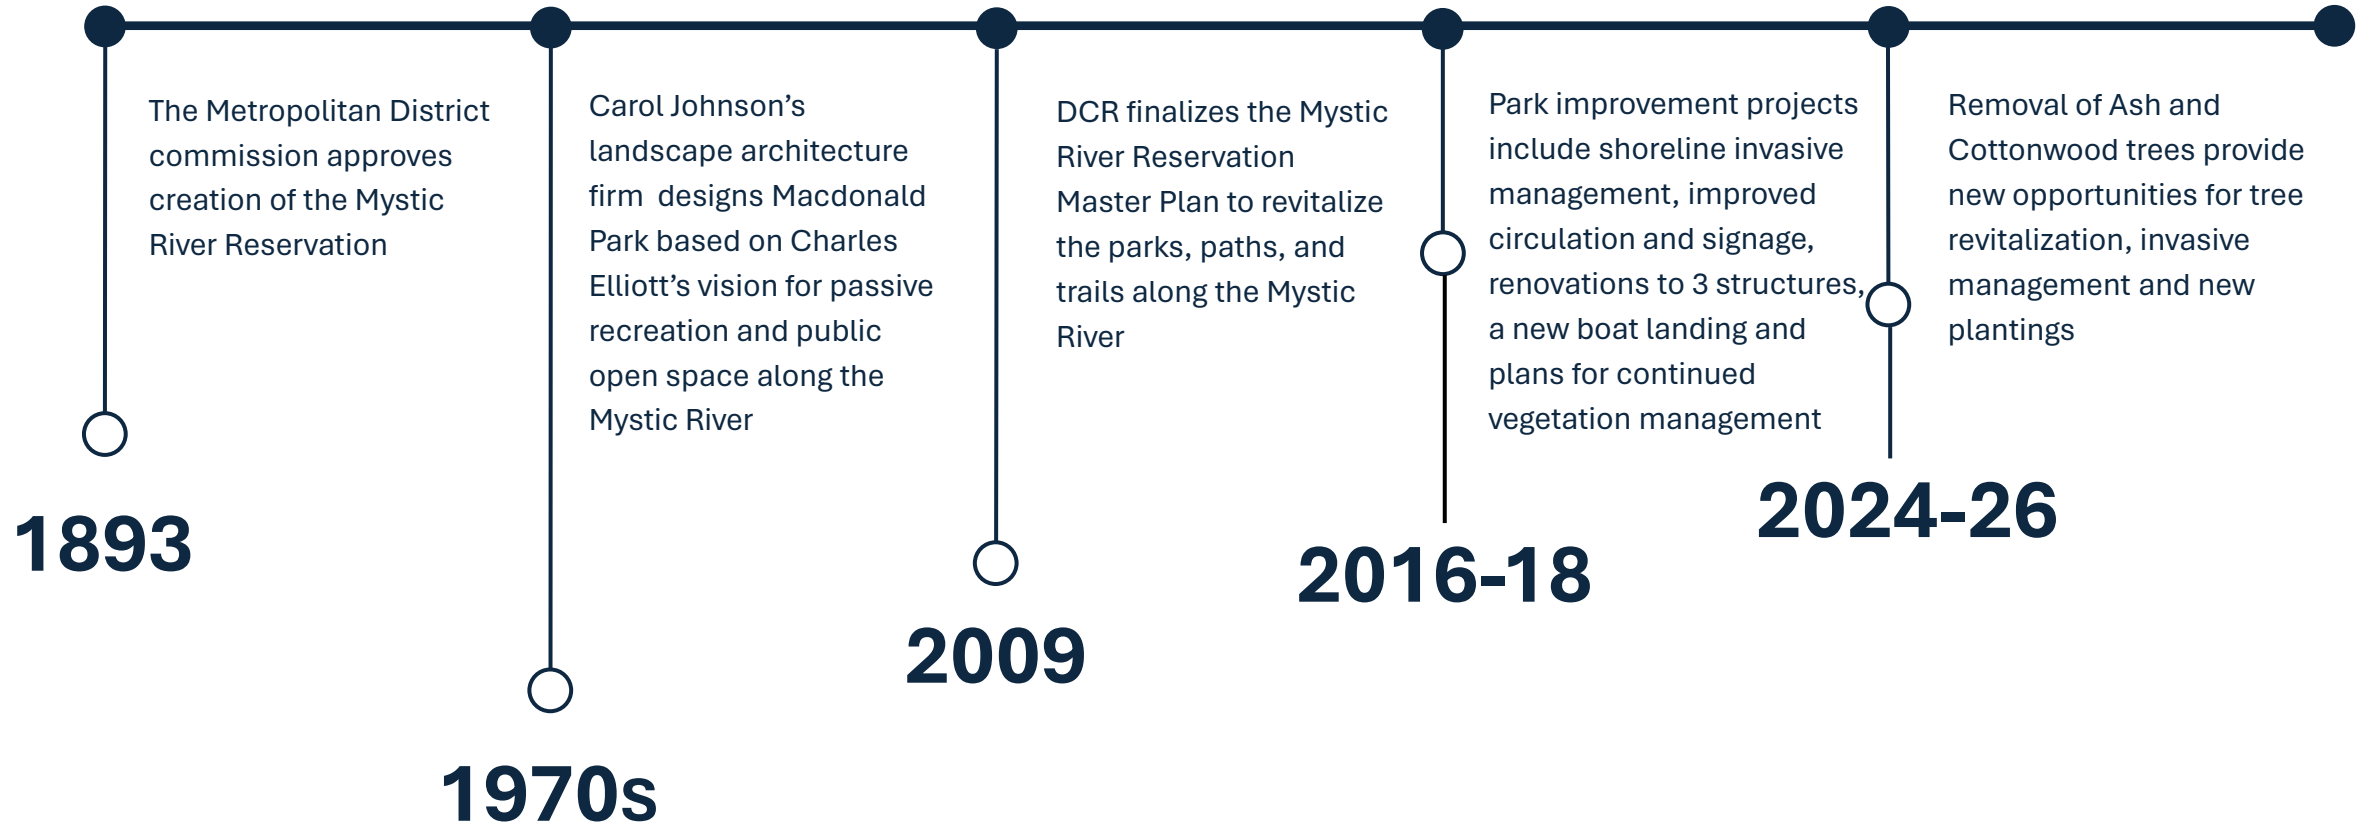 The Metropolitan District
commission approves
creation of the Mystic
River Reservation
1893
Carol Johnson’s
landscape architecture
firm  designs Macdonald
Park based on Charles
Elliott’s vision for passive
recreation and public
open space along the
Mystic River
1970s
DCR finalizes the Mystic
River Reservation
Master Plan to revitalize
the parks, paths, and
trails along the Mystic
River
2009
Park improvement projects
include shoreline invasive
management, improved
circulation and signage,
renovations to 3 structures,
a new boat landing and
plans for continued
vegetation management
2016-18
Removal of Ash and
Cottonwood trees provide
new opportunities for tree
revitalization, invasive
management and new
plantings
2024-26